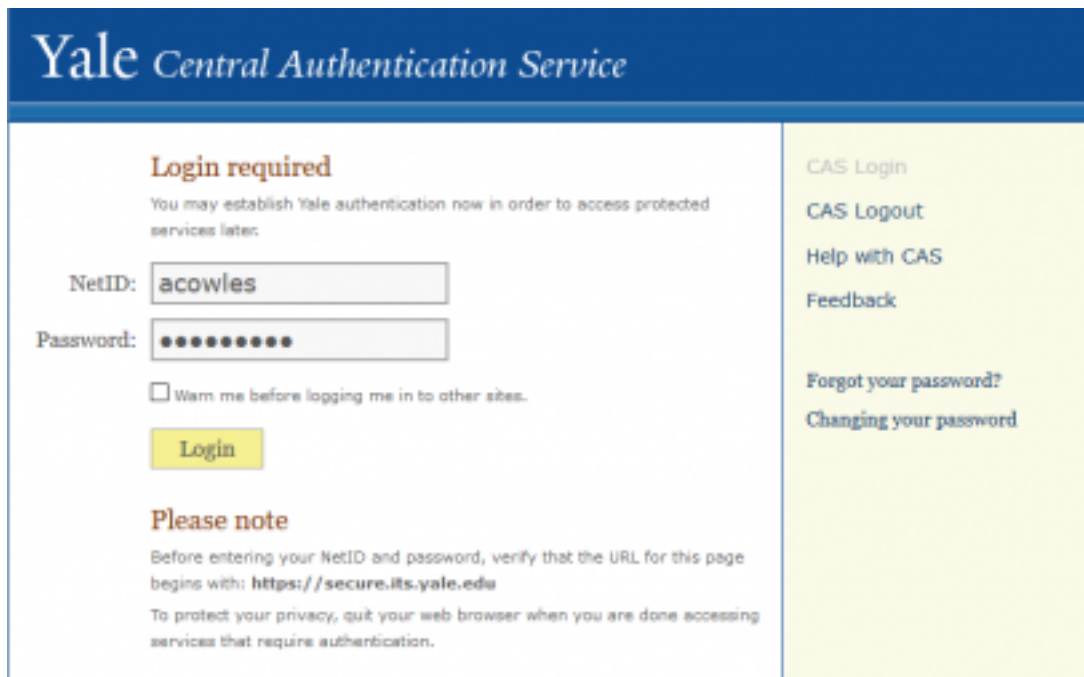 Yale Central Authentication Service
Login required
You may establish Yale authentication now in order to access protected
services later.
NetID: acowles
Password: ●●●●●●●●●
Warn me before logging me in to other sites.
Login
Please note
Before entering your NetID and password, verify that the URL for this page
begins with: https://secure.its.yale.edu
To protect your privacy, quit your web browser when you are done accessing
services that require authentication.
CAS Login
CAS Logout
Help with CAS
Feedback
Forgot your password?
Changing your password